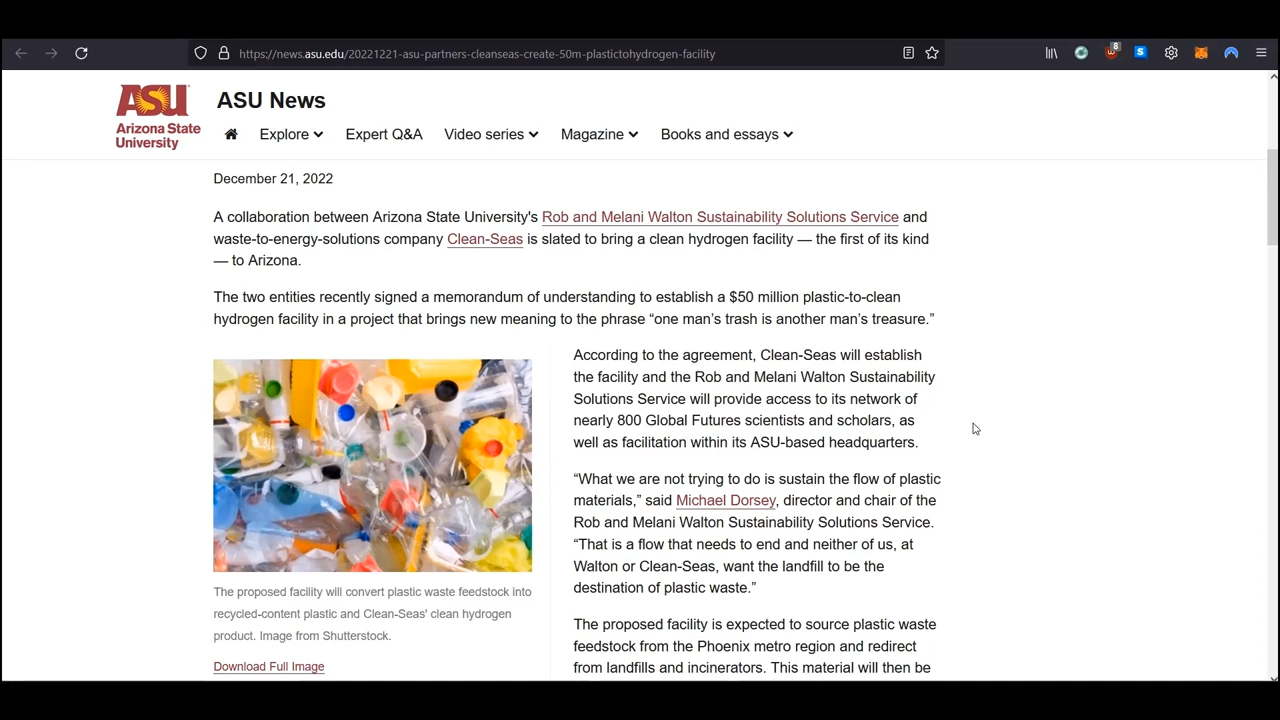 https://news.asu.edu/20221221-asu-partners-cleanseas-create-50m-plastictohydrogen-facility
8
S
ASU
Arizona State
University
ASU News
Explore
Expert Q&A
Video series
Magazine
Books and essays
December 21, 2022
A collaboration between Arizona State University's Rob and Melani Walton Sustainability Solutions Service and
waste-to-energy-solutions company Clean-Seas is slated to bring a clean hydrogen facility — the first of its kind
— to Arizona.
The two entities recently signed a memorandum of understanding to establish a $50 million plastic-to-clean
hydrogen facility in a project that brings new meaning to the phrase “one man’s trash is another man’s treasure.”
According to the agreement, Clean-Seas will establish
the facility and the Rob and Melani Walton Sustainability
Solutions Service will provide access to its network of
nearly 800 Global Futures scientists and scholars, as
well as facilitation within its ASU-based headquarters.
“What we are not trying to do is sustain the flow of plastic
materials,” said Michael Dorsey, director and chair of the
Rob and Melani Walton Sustainability Solutions Service.
“That is a flow that needs to end and neither of us, at
Walton or Clean-Seas, want the landfill to be the
destination of plastic waste.”
The proposed facility is expected to source plastic waste
feedstock from the Phoenix metro region and redirect
from landfills and incinerators. This material will then be
The proposed facility will convert plastic waste feedstock into
recycled-content plastic and Clean-Seas' clean hydrogen
product. Image from Shutterstock.
Download Full Image